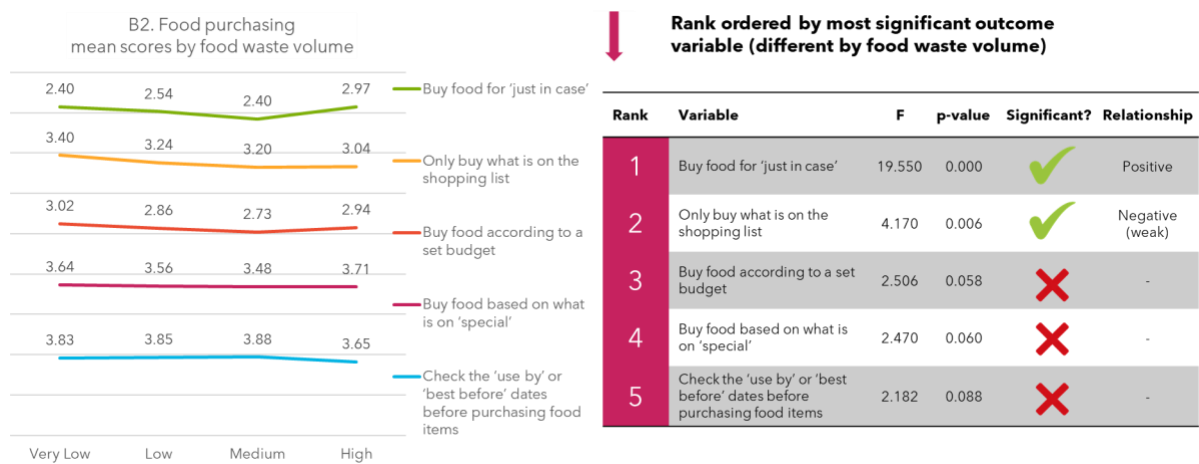 B2. Food purchasing
mean scores by food waste volume
2.40 2.54 2.40 2.97
Buy food for ‘just in case’
3.40 3.24 3.20 3.04
Only buy what is on the
shopping list
3.02 2.86 2.73 2.94
Buy food according to a
set budget
3.64 3.56 3.48 3.71
Buy food based on what
is on ‘special’
3.83 3.85 3.88 3.65
Check the ‘use by’ or
‘best before’ dates
before purchasing food
items
Very Low Low Medium High
Rank ordered by most significant outcome
variable (different by food waste volume)
Rank Variable F p-value Significant? Relationship
1 Buy food for ‘just in case’ 19.550 0.000 Positive
2 Only buy what is on the
shopping list 4.170 0.006 Negative
(weak)
3 Buy food according to a set
budget 2.506 0.058 -
4 Buy food based on what is
on ‘special’ 2.470 0.060 -
5 Check the ‘use by’ or ‘best
before’ dates before
purchasing food items 2.182 0.088 -